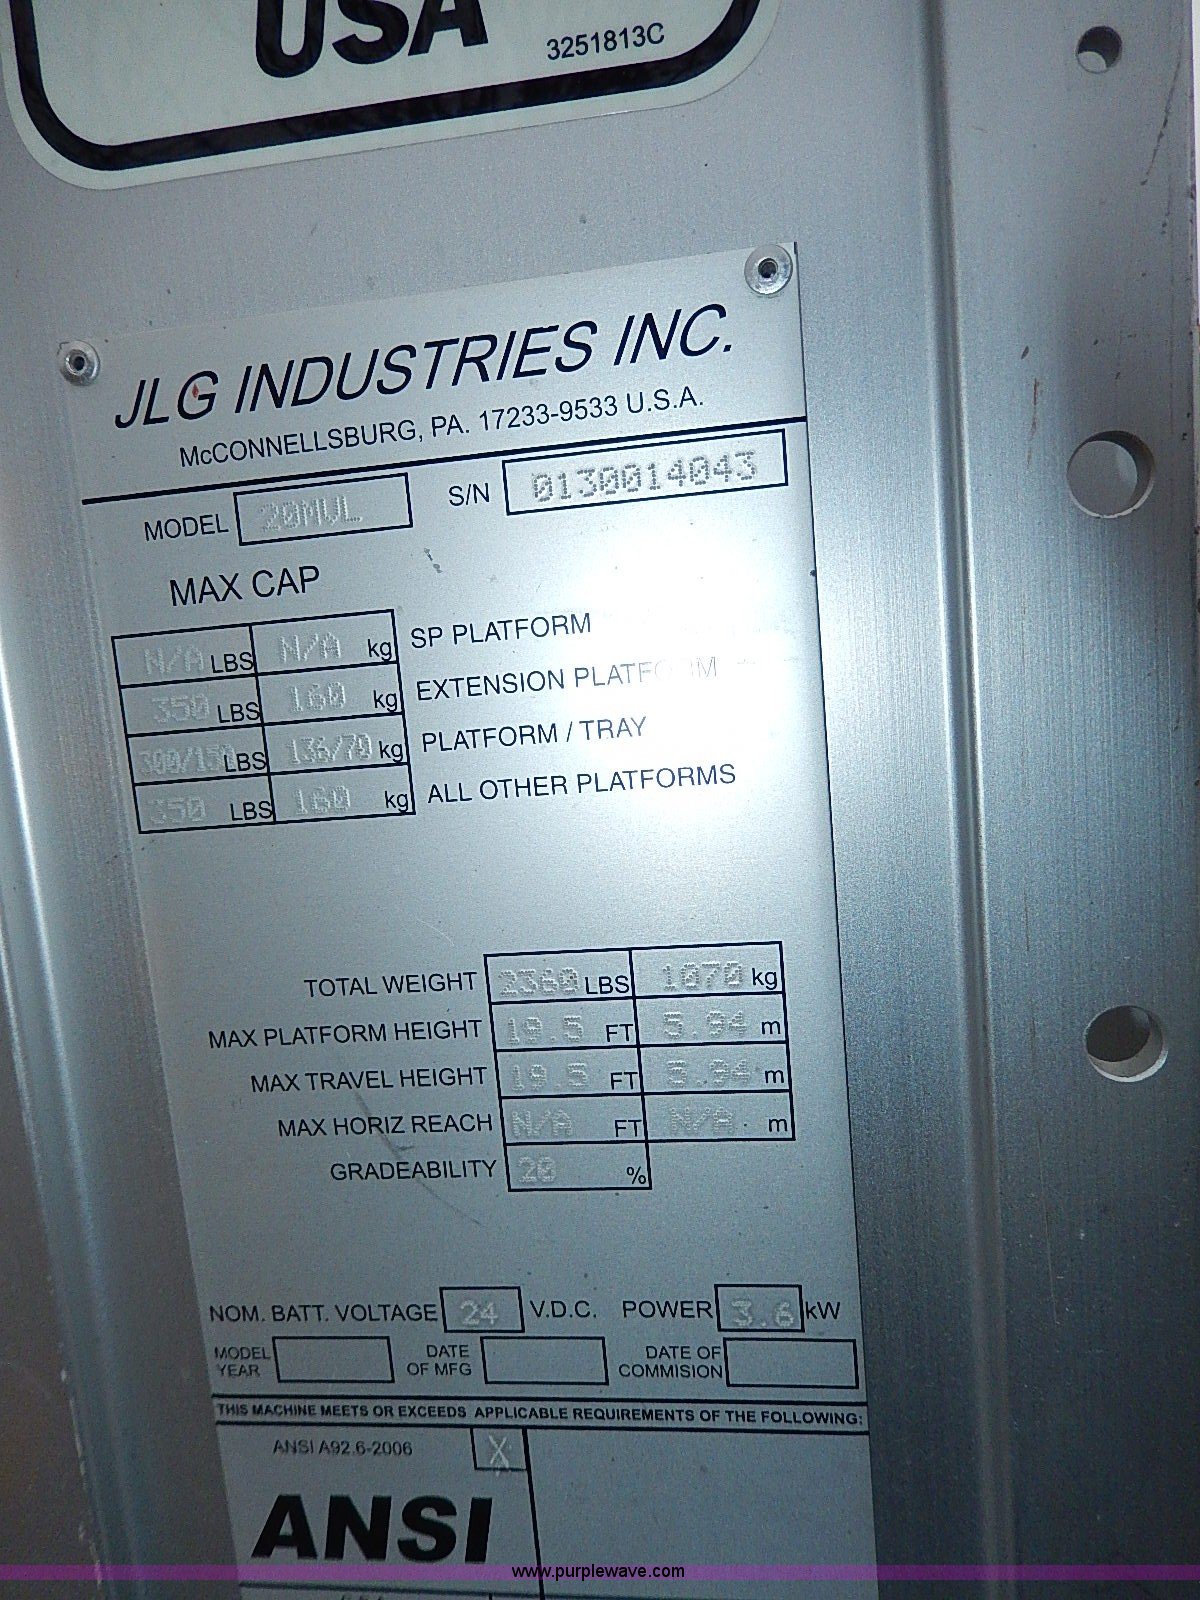 USA
3251813C
JLG INDUSTRIES INC.
McCONNELLSBURG, PA. 17233-9533 U.S.A.
MODEL 20MVL S/N 0130014043
MAX CAP
N/A LBS N/A kg SP PLATFORM
350 LBS 160 kg EXTENSION PLATFORM
300/150 LBS 136/70 kg PLATFORM / TRAY
350 LBS 160 kg ALL OTHER PLATFORMS
TOTAL WEIGHT 2360 LBS 1070 kg
MAX PLATFORM HEIGHT 19.5 FT 5.94 m
MAX TRAVEL HEIGHT 19.5 FT 5.94 m
MAX HORIZ REACH N/A FT N/A m
GRADEABILITY 20 %
NOM. BATT. VOLTAGE 24 V.D.C. POWER 3.6 kW
MODEL YEAR DATE OF MFG DATE OF COMMISION
THIS MACHINE MEETS OR EXCEEDS APPLICABLE REQUIREMENTS OF THE FOLLOWING:
ANSI A92.6-2006 X
ANSI
www.purplewave.com